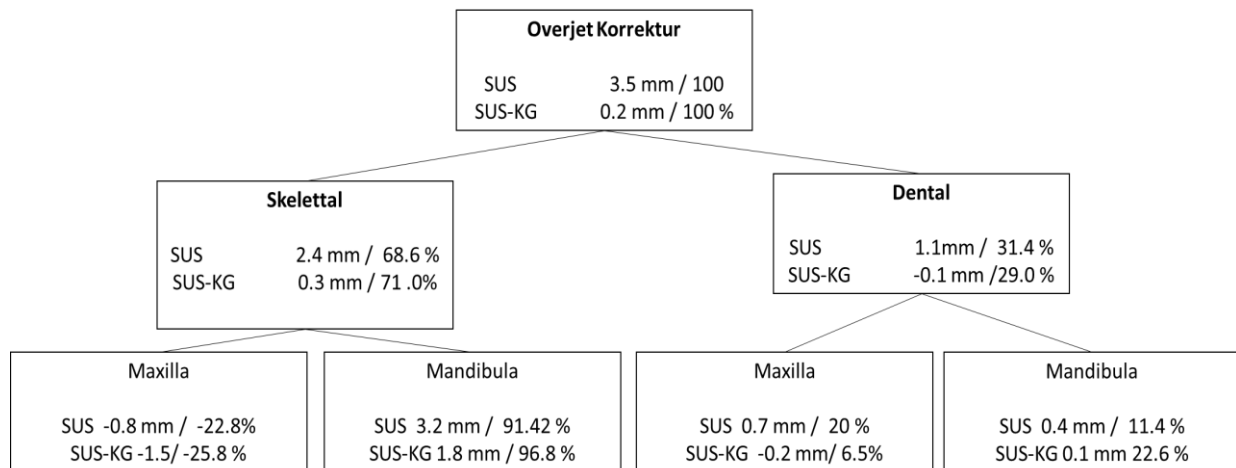 Overjet Korrektur
SUS 3.5 mm / 100
SUS-KG 0.2 mm / 100 %
Skelettal
SUS 2.4 mm / 68.6 %
SUS-KG 0.3 mm / 71 .0%
Dental
SUS 1.1mm / 31.4 %
SUS-KG -0.1 mm /29.0 %
Maxilla
SUS -0.8 mm / -22.8%
SUS-KG -1.5/ -25.8 %
Mandibula
SUS 3.2 mm / 91.42 %
SUS-KG 1.8 mm / 96.8 %
Maxilla
SUS 0.7 mm / 20 %
SUS-KG -0.2 mm/ 6.5%
Mandibula
SUS 0.4 mm / 11.4 %
SUS-KG 0.1 mm 22.6 %